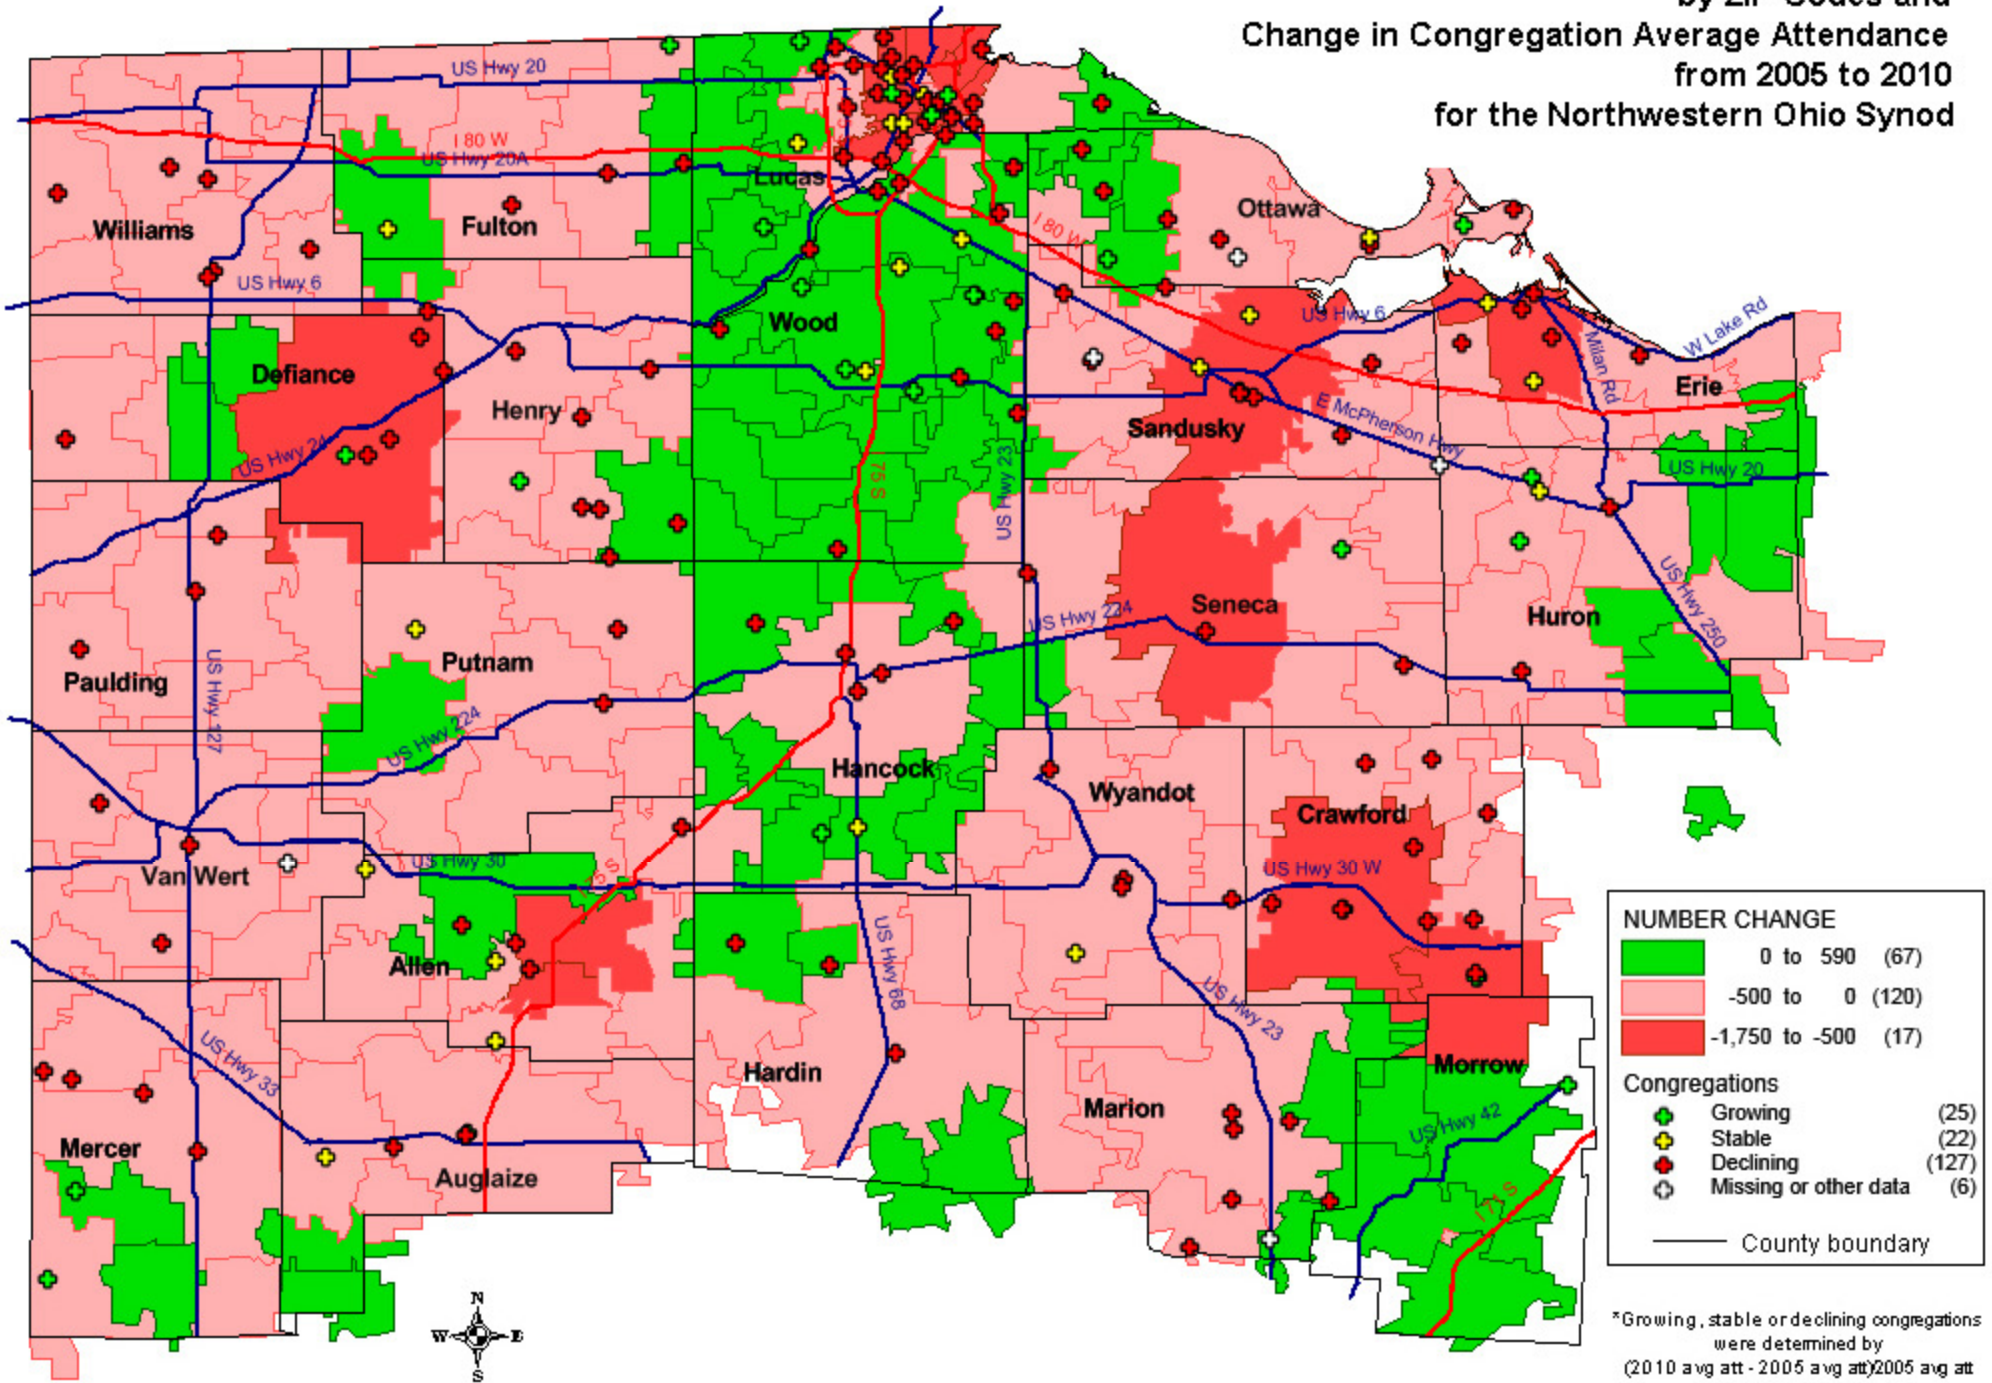 by ZIP Codes and
Change in Congregation Average Attendance
from 2005 to 2010
for the Northwestern Ohio Synod
US Hwy 20
I 80 W
US Hwy 20A
Lucas
Williams
Fulton
Ottawa
I 80 W
US Hwy 6
US Hwy 6
W Lake Rd
Wood
Milan Rd
Defiance
Erie
Henry
Sandusky
E McPherson Hwy
US Hwy 24
75 S
US Hwy 23
US Hwy 20
Seneca
US Hwy 224
Huron
US Hwy 250
Putnam
Paulding
US Hwy 127
US Hwy 224
Hancock
Wyandot
Crawford
US Hwy 30
US Hwy 30 W
Van Wert
Allen
US Hwy 68
US Hwy 23
US Hwy 33
Hardin
Morrow
Marion
US Hwy 42
Mercer
Auglaize
I 71 S
NUMBER CHANGE
0 to 590 (67)
-500 to 0 (120)
-1,750 to -500 (17)
Congregations
Growing (25)
Stable (22)
Declining (127)
Missing or other data (6)
County boundary
N
W E
S
*Growing, stable or declining congregations
were determined by
(2010 avg att - 2005 avg att)/2005 avg att